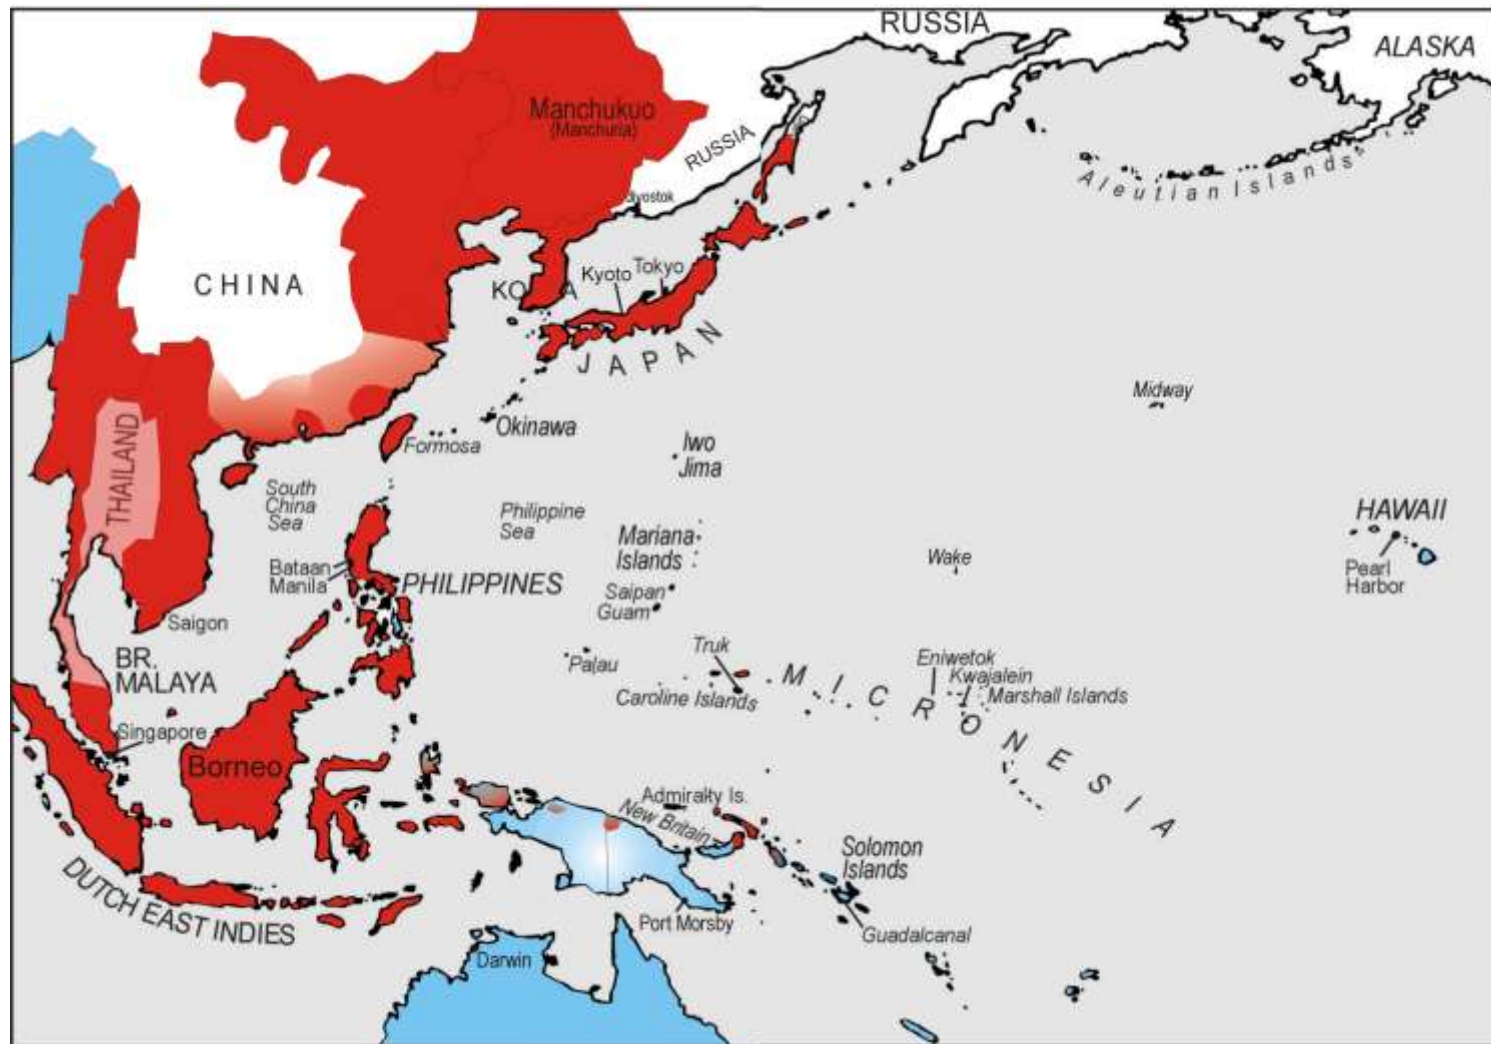 RUSSIA
ALASKA
Manchukuo
(Manchuria)
RUSSIA
Aleutian Islands
CHINA
Kyoto
Tokyo
JAPAN
Midway
THAILAND
Formosa
Okinawa
Iwo
Jima
South
China
Sea
Philippine
Sea
Mariana
Islands
HAWAII
Wake
Pearl
Harbor
Bataan
Manila
PHILIPPINES
Saipan
Guam
Saigon
BR.
MALAYA
Palau
Truk
Caroline Islands
MICRONESIA
Eniwetok
Kwajalein
Marshall Islands
Singapore
Borneo
Admiralty Is.
New Britain
Solomon
Islands
DUTCH EAST INDIES
Port Morsby
Guadalcanal
Darwin